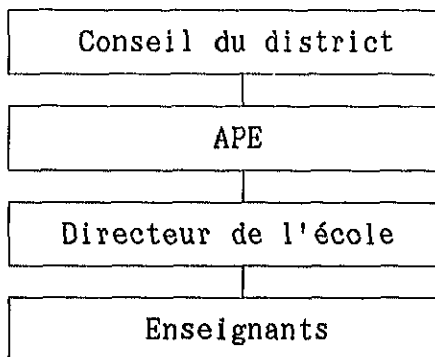 Conseil du district
APE
Directeur de l'école
Enseignants